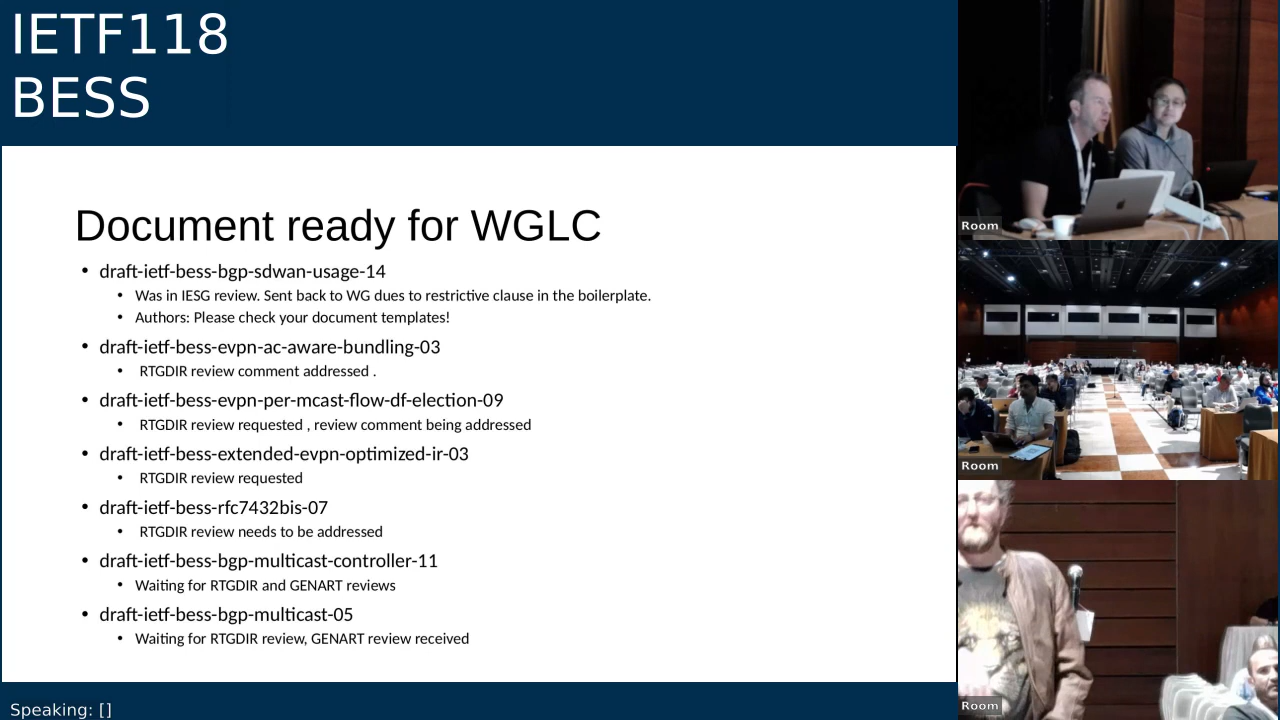 IETF118
BESS
Document ready for WGLC
• draft-ietf-bess-bgp-sdwan-usage-14
• Was in IESG review. Sent back to WG dues to restrictive clause in the boilerplate.
• Authors: Please check your document templates!
• draft-ietf-bess-evpn-ac-aware-bundling-03
• RTGDIR review comment addressed .
• draft-ietf-bess-evpn-per-mcast-flow-df-election-09
• RTGDIR review requested , review comment being addressed
• draft-ietf-bess-extended-evpn-optimized-ir-03
• RTGDIR review requested
• draft-ietf-bess-rfc7432bis-07
• RTGDIR review needs to be addressed
• draft-ietf-bess-bgp-multicast-controller-11
• Waiting for RTGDIR and GENART reviews
• draft-ietf-bess-bgp-multicast-05
• Waiting for RTGDIR review, GENART review received
Speaking: []
Room
Room
Room